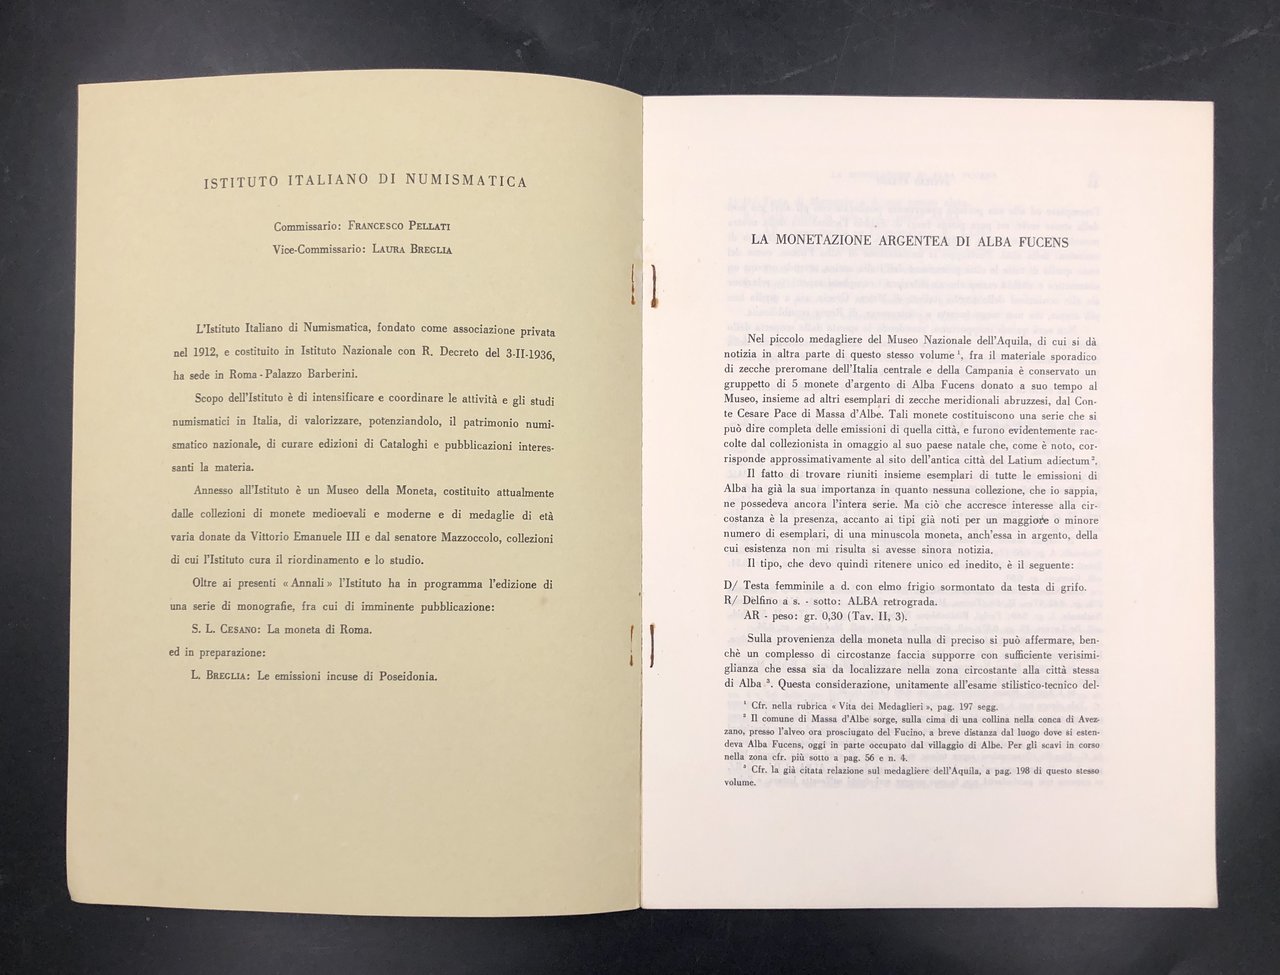 ISTITUTO ITALIANO DI NUMISMATICA
Commissario: FRANCESCO PELLATI
Vice-Commissario: LAURA BREGLIA
L'Istituto Italiano di Numismatica, fondato come associazione privata
nel 1912, e costituito in Istituto Nazionale con R. Decreto del 3-II-1936,
ha sede in Roma - Palazzo Barberini.
Scopo dell'Istituto è di intensificare e coordinare le attività e gli studi
numismatici in Italia, di valorizzare, potenziandolo, il patrimonio numi-
smatico nazionale, di curare edizioni di Cataloghi e pubblicazioni interes-
santi la materia.
Annesso all'Istituto è un Museo della Moneta, costituito attualmente
dalle collezioni di monete medioevali e moderne e di medaglie di età
varia donate da Vittorio Emanuele III e dal senatore Mazzoccolo, collezioni
di cui l'Istituto cura il riordinamento e lo studio.
Oltre ai presenti « Annali » l'Istituto ha in programma l'edizione di
una serie di monografie, fra cui di imminente pubblicazione:
S. L. CESANO: La moneta di Roma.
ed in preparazione:
L. BREGLIA: Le emissioni incuse di Poseidonia.
LA MONETAZIONE ARGENTEA DI ALBA FUCENS
Nel piccolo medagliere del Museo Nazionale dell'Aquila, di cui si dà
notizia in altra parte di questo stesso volume ¹, fra il materiale sporadico
di zecche preromane dell'Italia centrale e della Campania è conservato un
gruppetto di 5 monete d'argento di Alba Fucens donato a suo tempo al
Museo, insieme ad altri esemplari di zecche meridionali abruzzesi, dal Con-
te Cesare Pace di Massa d'Albe. Tali monete costituiscono una serie che si
può dire completa delle emissioni di quella città, e furono evidentemente rac-
colte dal collezionista in omaggio al suo paese natale che, come è noto, cor-
risponde approssimativamente al sito dell'antica città del Latium adiectum ².
Il fatto di trovare riuniti insieme esemplari di tutte le emissioni di
Alba ha già la sua importanza in quanto nessuna collezione, che io sappia,
ne possedeva ancora l'intera serie. Ma ciò che accresce interesse alla cir-
costanza è la presenza, accanto ai tipi già noti per un maggiore o minore
numero di esemplari, di una minuscola moneta, anch'essa in argento, della
cui esistenza non mi risulta si avesse sinora notizia.
Il tipo, che devo quindi ritenere unico ed inedito, è il seguente:
D/ Testa femminile a d. con elmo frigio sormontato da testa di grifo.
R/ Delfino a s. - sotto: ALBA retrograda.
AR - peso: gr. 0,30 (Tav. II, 3).
Sulla provenienza della moneta nulla di preciso si può affermare, ben-
chè un complesso di circostanze faccia supporre con sufficiente verisimi-
glianza che essa sia da localizzare nella zona circostante alla città stessa
di Alba ³. Questa considerazione, unitamente all'esame stilistico-tecnico del-
¹ Cfr. nella rubrica « Vita dei Medaglieri », pag. 197 segg.
² Il comune di Massa d'Albe sorge, sulla cima di una collina nella conca di Avez-
zano, presso l'alveo ora prosciugato del Fucino, a breve distanza dal luogo dove si esten-
deva Alba Fucens, oggi in parte occupato dal villaggio di Albe. Per gli scavi in corso
nella zona cfr. più sotto a pag. 56 e n. 4.
³ Cfr. la già citata relazione sul medagliere dell'Aquila, a pag. 198 di questo stesso
volume.